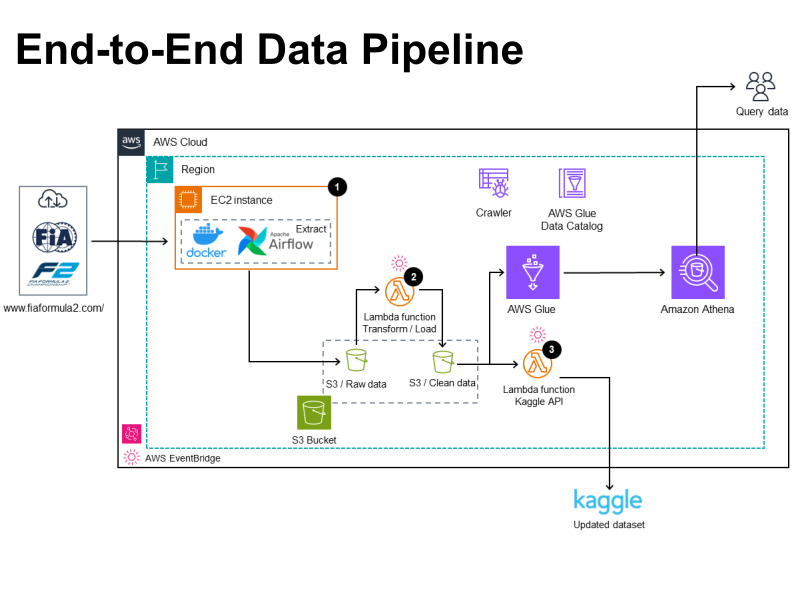 End-to-End Data Pipeline
Query data
aws
AWS Cloud
Region
1
EC2 instance
Extract
docker
Apache
Airflow
Crawler
AWS Glue
Data Catalog
FiA
F2
FIA FORMULA 2
CHAMPIONSHIP
www.fiaformula2.com/
2
Lambda function
Transform / Load
AWS Glue
Amazon Athena
S3 / Raw data
S3 / Clean data
3
Lambda function
Kaggle API
S3 Bucket
AWS EventBridge
kaggle
Updated dataset